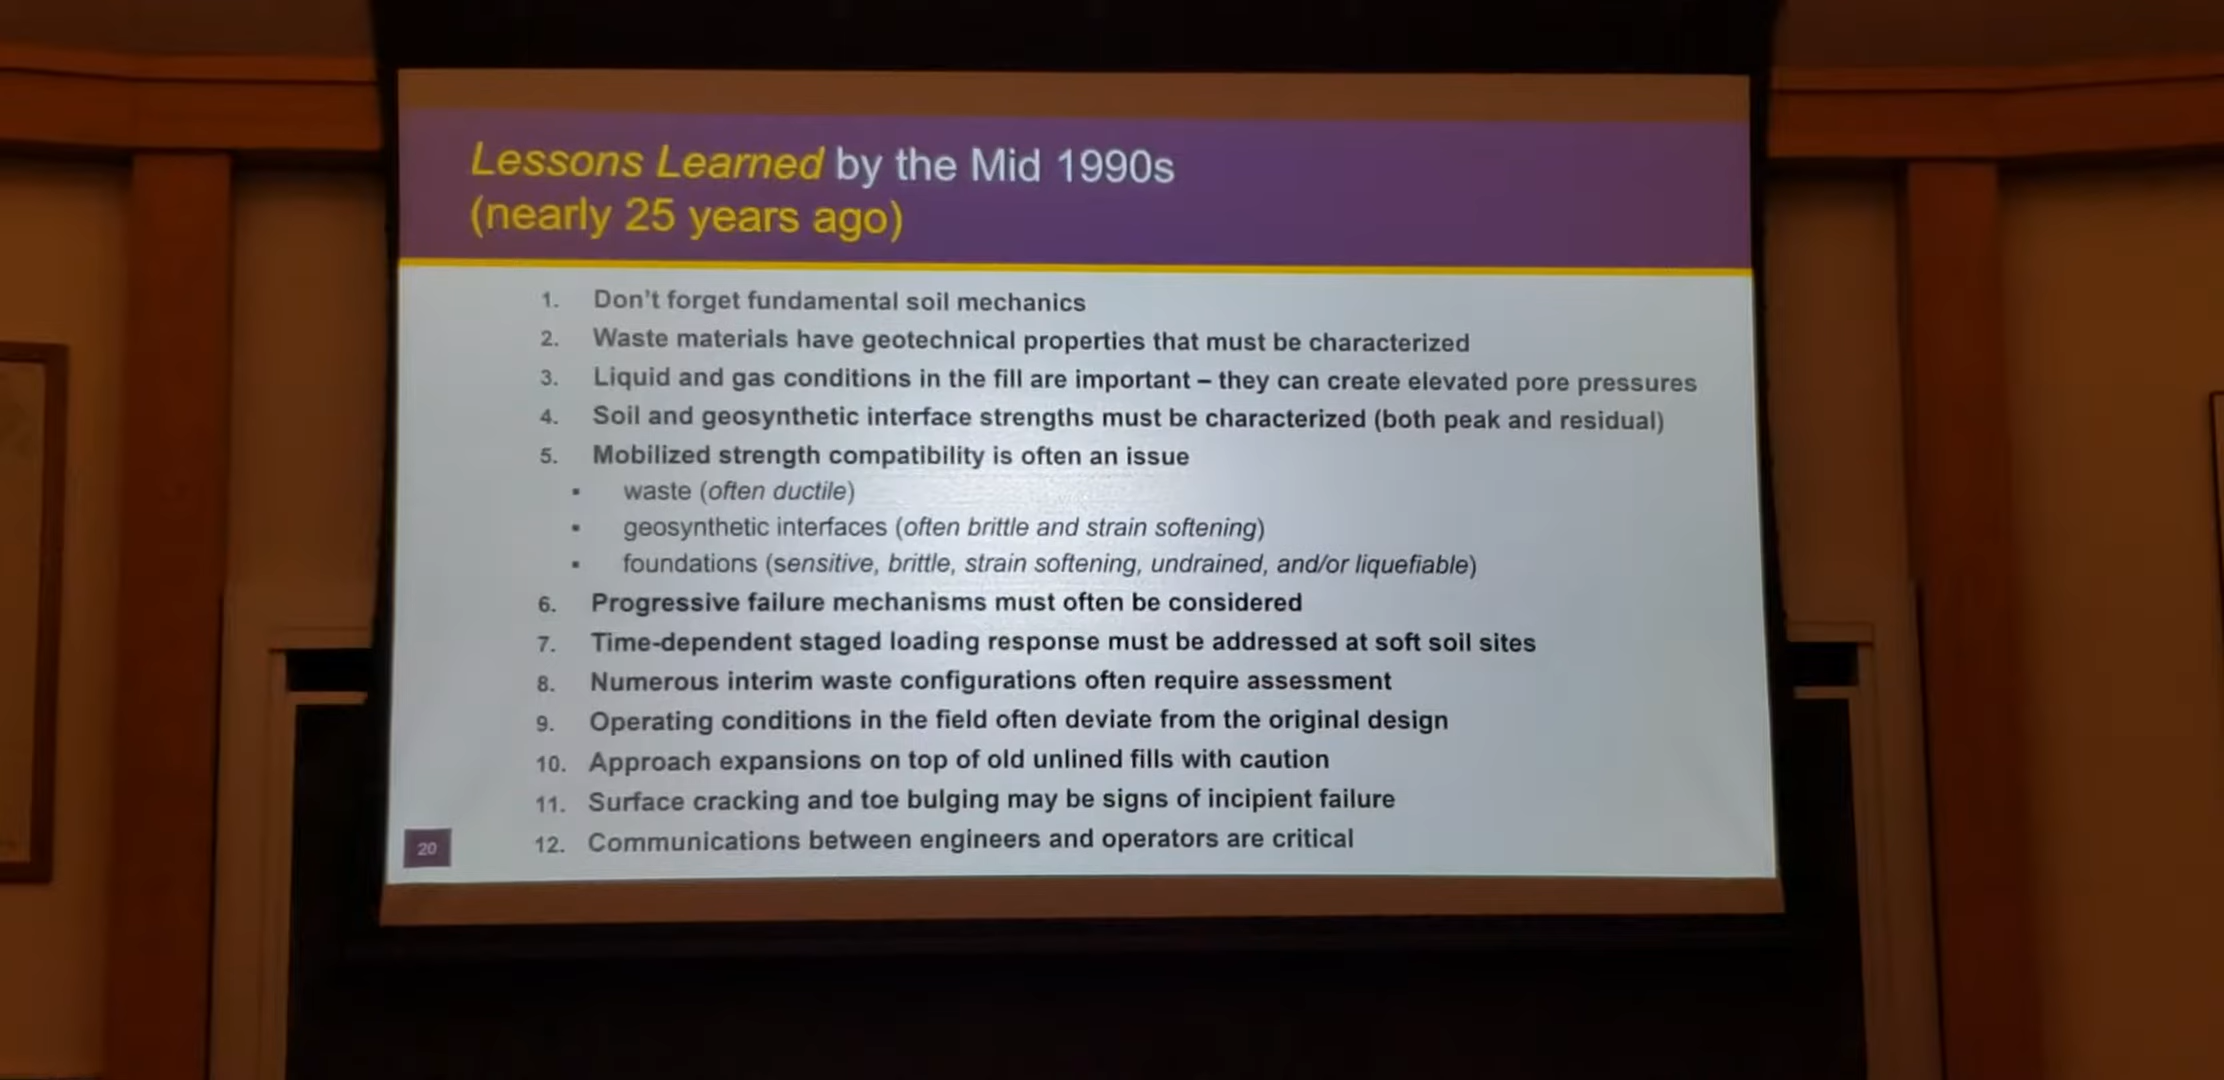 Lessons Learned by the Mid 1990s
(nearly 25 years ago)
1. Don't forget fundamental soil mechanics
2. Waste materials have geotechnical properties that must be characterized
3. Liquid and gas conditions in the fill are important – they can create elevated pore pressures
4. Soil and geosynthetic interface strengths must be characterized (both peak and residual)
5. Mobilized strength compatibility is often an issue
▪ waste (often ductile)
▪ geosynthetic interfaces (often brittle and strain softening)
▪ foundations (sensitive, brittle, strain softening, undrained, and/or liquefiable)
6. Progressive failure mechanisms must often be considered
7. Time-dependent staged loading response must be addressed at soft soil sites
8. Numerous interim waste configurations often require assessment
9. Operating conditions in the field often deviate from the original design
10. Approach expansions on top of old unlined fills with caution
11. Surface cracking and toe bulging may be signs of incipient failure
12. Communications between engineers and operators are critical
20